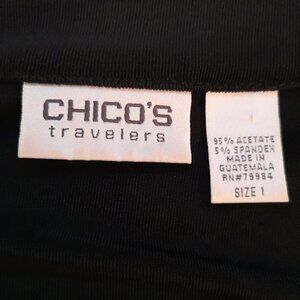 CHICO'S
travelers
95% ACETATE
5% SPANDEX
MADE IN
GUATEMALA
RN#79984
SIZE 1